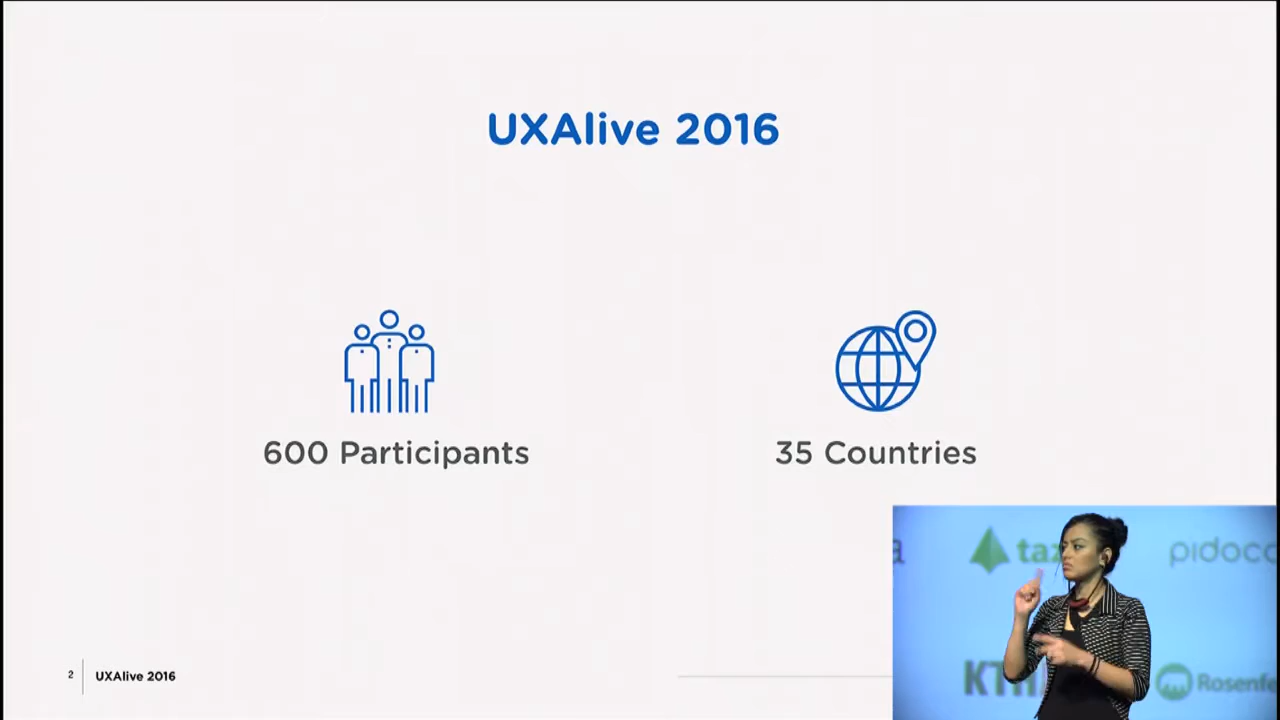 UXAlive 2016
600 Participants
35 Countries
pidoco
Rosenfe
2
UXAlive 2016